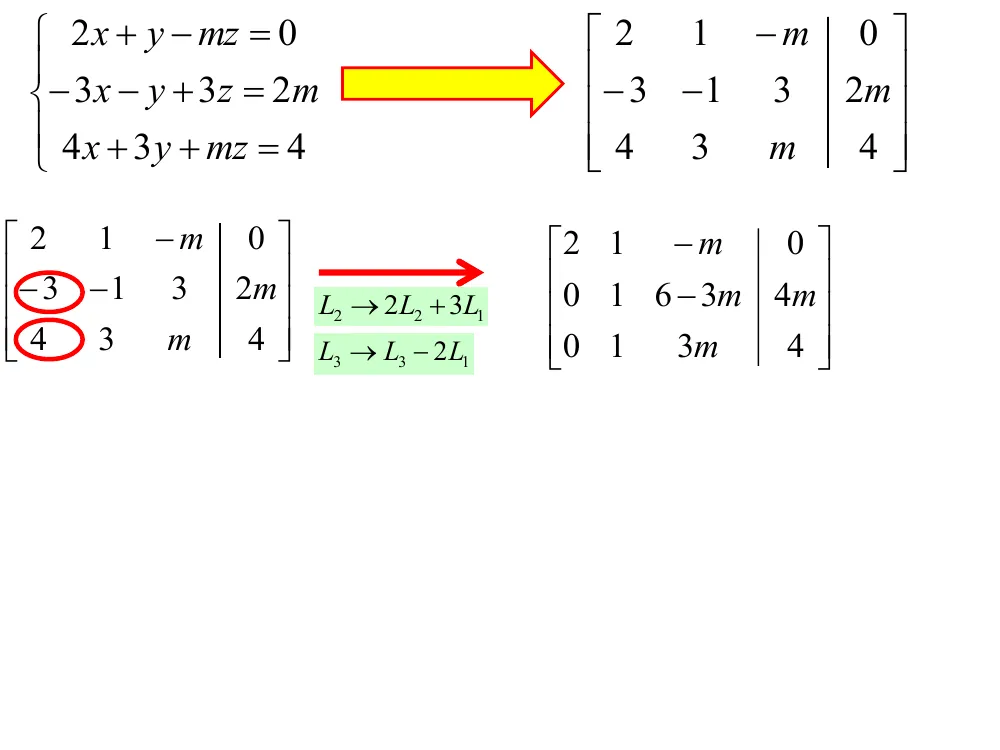 2x + y − mz = 0
−3x − y + 3z = 2m
4x + 3y + mz = 4
2 1 −m 0
−3 −1 3 2m
4 3 m 4
2 1 −m 0
−3 −1 3 2m
4 3 m 4
L₂ → 2L₂ + 3L₁
L₃ → L₃ − 2L₁
2 1 −m 0
0 1 6−3m 4m
0 1 3m 4